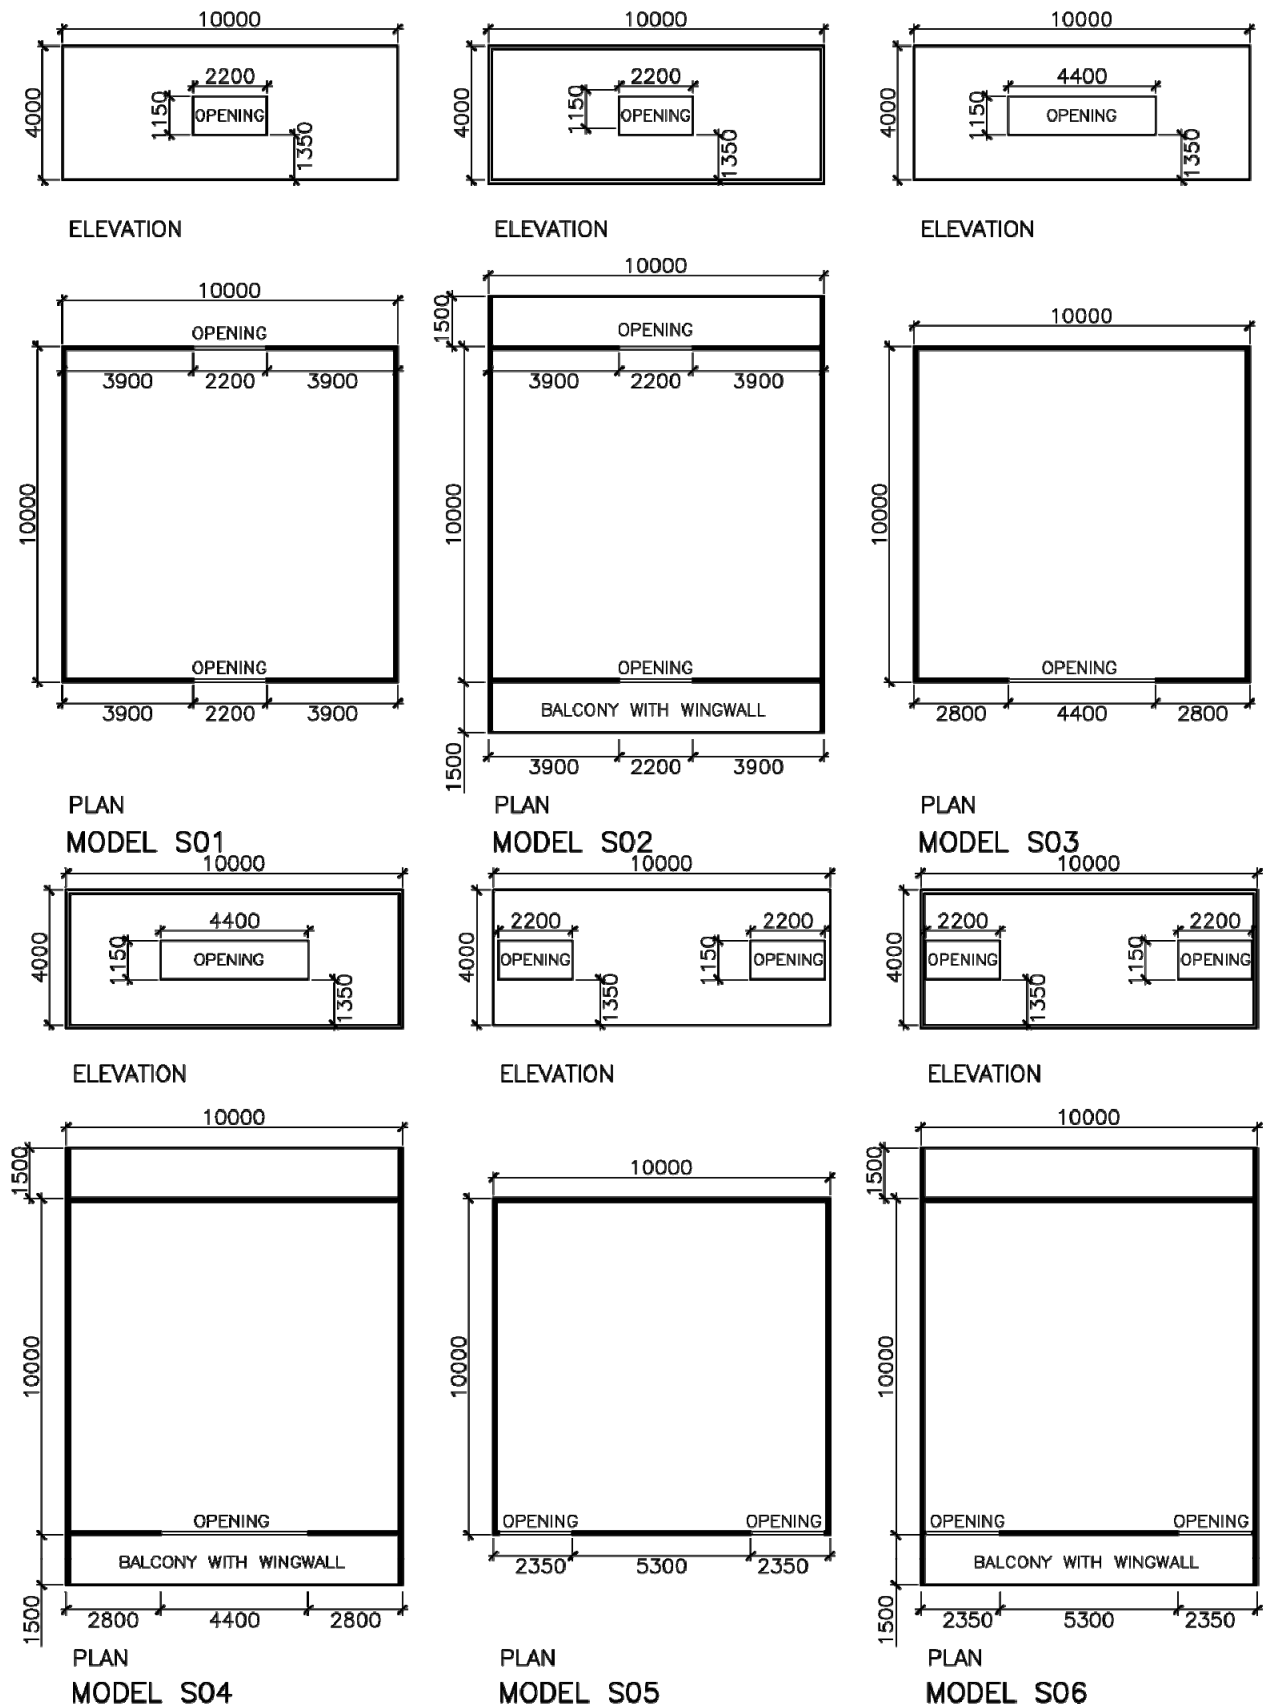 10000 10000 10000
2200 2200 4400
4000 1150 OPENING 4000 1150 OPENING 4000 1150 OPENING
1350 1350 1350
ELEVATION ELEVATION ELEVATION
10000
10000 10000
1500
OPENING OPENING
3900 2200 3900 3900 2200 3900
10000 10000 10000
OPENING OPENING OPENING
3900 2200 3900 BALCONY WITH WINGWALL 2800 4400 2800
1500 3900 2200 3900
PLAN PLAN PLAN
MODEL S01 MODEL S02 MODEL S03
10000 10000 10000
4400 2200 2200 2200 2200
4000 1150 OPENING 4000 OPENING 1150 OPENING 4000 OPENING 1150 OPENING
1350 1350 1350
ELEVATION ELEVATION ELEVATION
10000 10000
1500 10000 1500
10000 10000 10000
OPENING OPENING OPENING OPENING OPENING
BALCONY WITH WINGWALL 2350 5300 2350 BALCONY WITH WINGWALL
1500 2800 4400 2800 1500 2350 5300 2350
PLAN PLAN PLAN
MODEL S04 MODEL S05 MODEL S06